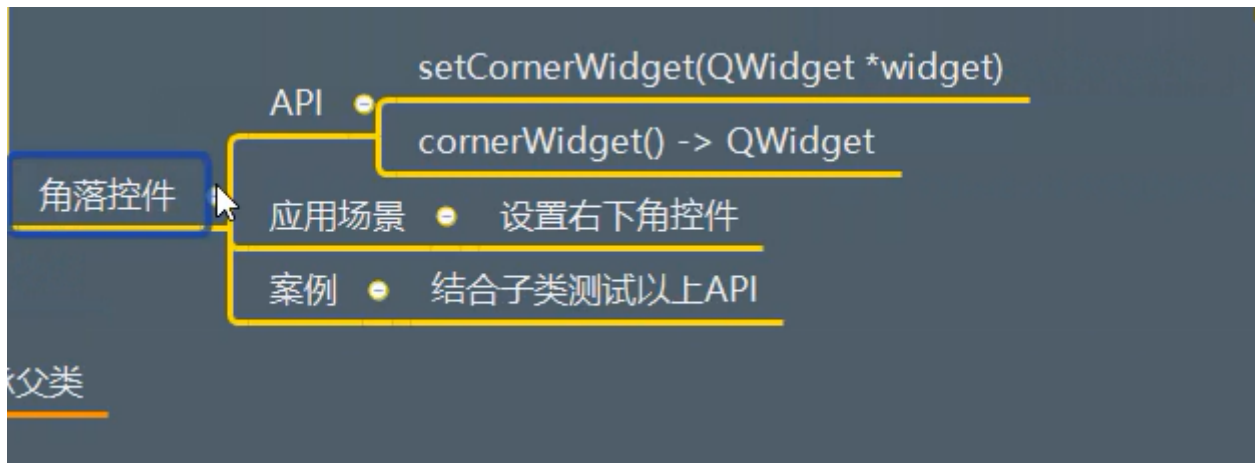 setCornerWidget(QWidget *widget)
API
cornerWidget() -> QWidget
角落控件
应用场景
设置右下角控件
案例
结合子类测试以上API
父类